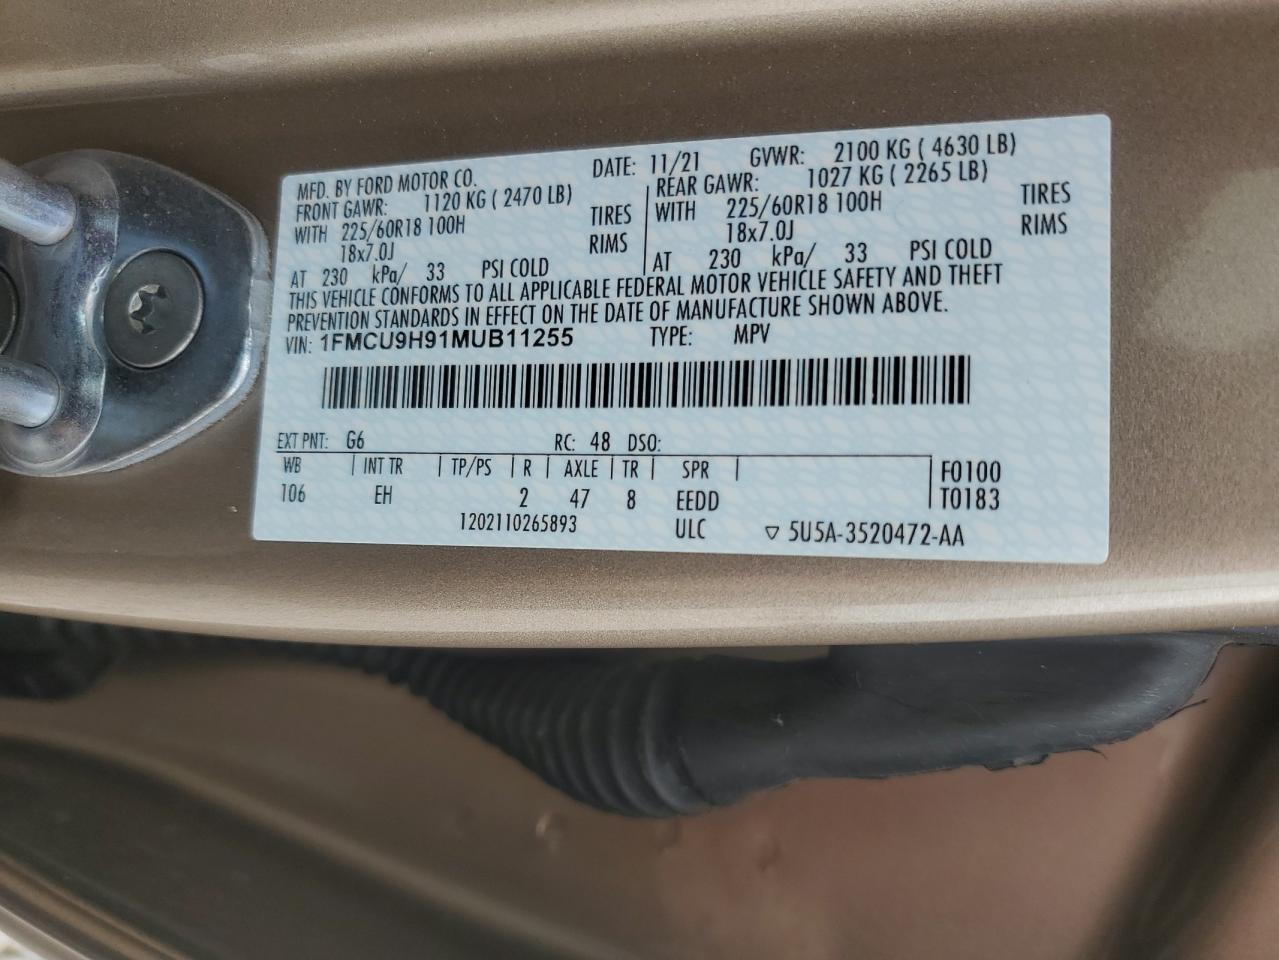 MFD. BY FORD MOTOR CO. DATE: 11/21 GVWR: 2100 KG ( 4630 LB)
FRONT GAWR: 1120 KG ( 2470 LB) REAR GAWR: 1027 KG ( 2265 LB)
WITH 225/60R18 100H TIRES WITH 225/60R18 100H TIRES
18x7.0J RIMS 18x7.0J RIMS
AT 230 kPa/ 33 PSI COLD AT 230 kPa/ 33 PSI COLD
THIS VEHICLE CONFORMS TO ALL APPLICABLE FEDERAL MOTOR VEHICLE SAFETY AND THEFT
PREVENTION STANDARDS IN EFFECT ON THE DATE OF MANUFACTURE SHOWN ABOVE.
VIN: 1FMCU9H91MUB11255 TYPE: MPV
EXT PNT: G6 RC: 48 DSO:
WB INT TR TP/PS R AXLE TR SPR F0100
106 EH 2 47 8 EEDD T0183
1202110265893 ULC ▽ 5U5A-3520472-AA